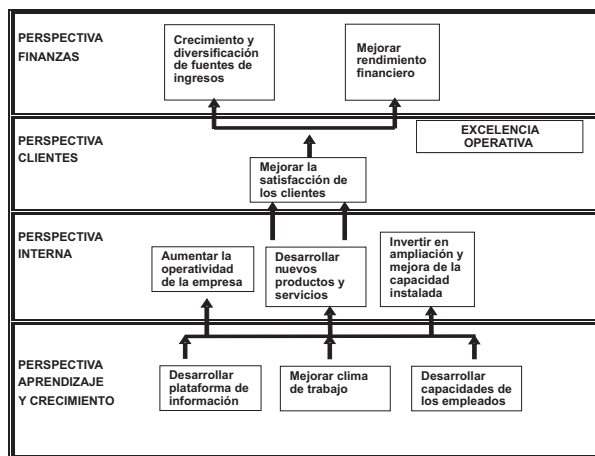 PERSPECTIVA
FINANZAS
Crecimiento y
diversificación
de fuentes de
ingresos
Mejorar
rendimiento
financiero
PERSPECTIVA
CLIENTES
EXCELENCIA
OPERATIVA
Mejorar la
satisfacción de
los clientes
PERSPECTIVA
INTERNA
Aumentar la
operatividad
de la empresa
Desarrollar
nuevos
productos y
servicios
Invertir en
ampliación y
mejora de la
capacidad
instalada
PERSPECTIVA
APRENDIZAJE
Y CRECIMIENTO
Desarrollar
plataforma de
información
Mejorar clima
de trabajo
Desarrollar
capacidades de
los empleados